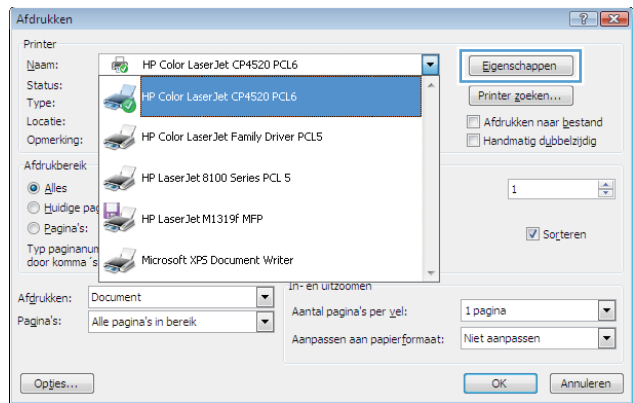 Afdrukken
Printer
Naam: HP Color LaserJet CP4520 PCL6 Eigenschappen
Status: HP Color LaserJet CP4520 PCL6 Printer zoeken...
Type:
Locatie: Afdrukken naar bestand
Opmerking: HP Color LaserJet Family Driver PCL5 Handmatig dubbelzijdig
Afdrukbereik
HP LaserJet 8100 Series PCL 5
Alles 1
Huidige pag
HP LaserJet M1319f MFP
Pagina's: Sorteren
Typ paginanum
door komma 's Microsoft XPS Document Writer
In- en uitzoomen
Afdrukken: Document
Aantal pagina's per vel: 1 pagina
Pagina's: Alle pagina's in bereik
Aanpassen aan papierformaat: Niet aanpassen
Opties... OK Annuleren